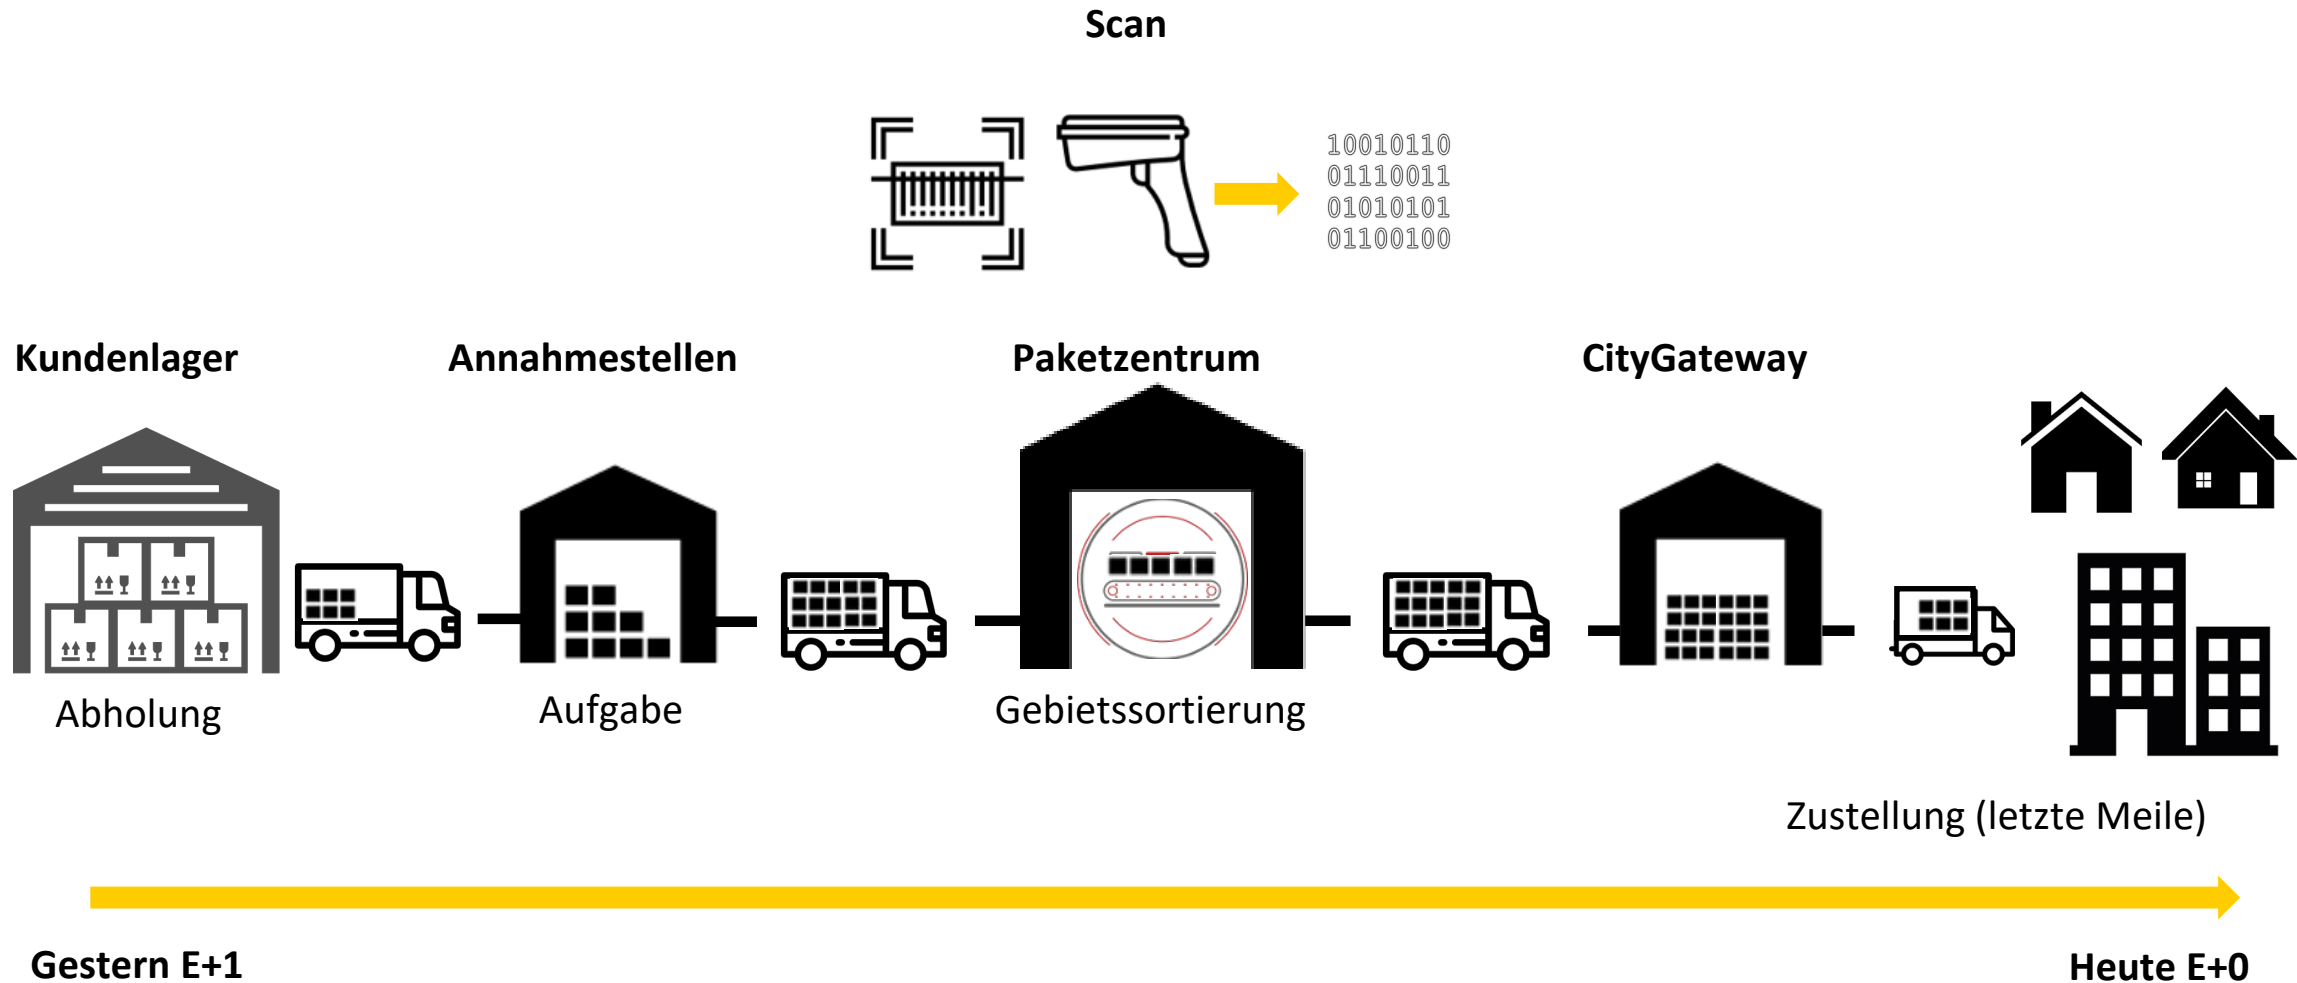 Scan
10010110
01110011
01010101
01100100
Kundenlager
Annahmestellen
Paketzentrum
CityGateway
Abholung
Aufgabe
Gebietssortierung
Zustellung (letzte Meile)
Gestern E+1
Heute E+0